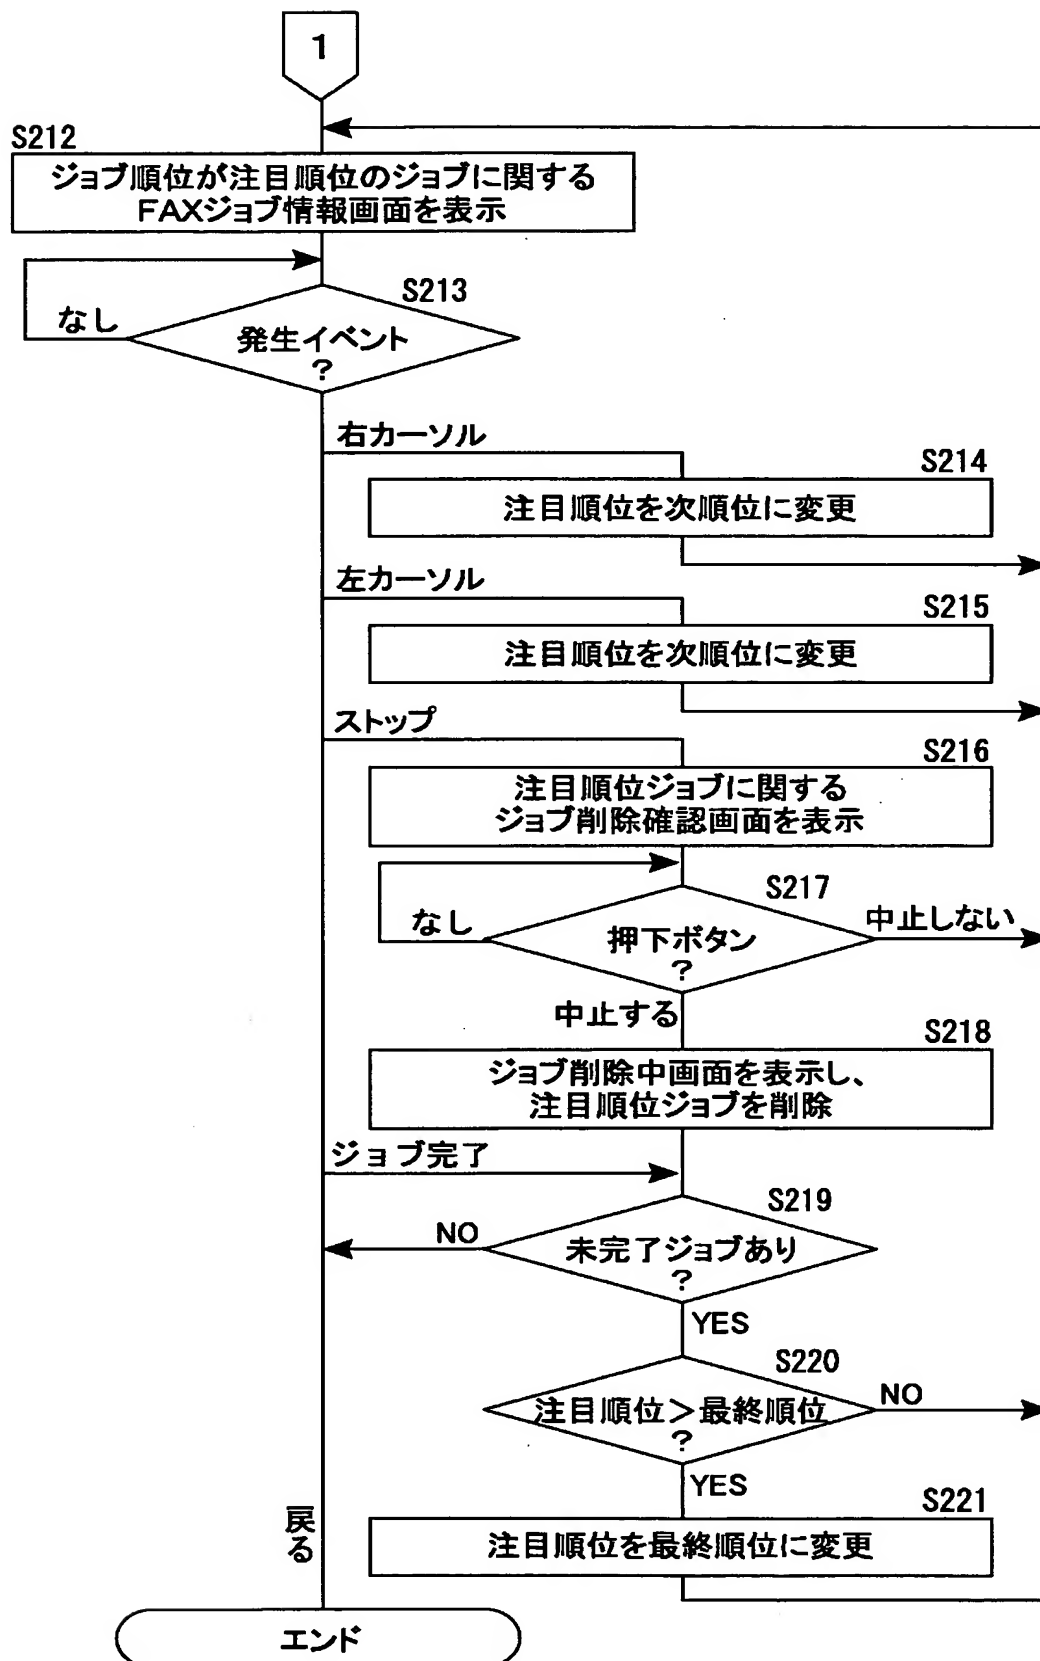 1
S212
ジョブ順位が注目順位のジョブに関する
FAXジョブ情報画面を表示
S213
なし
発生イベント
?
右カーソル
S214
注目順位を次順位に変更
左カーソル
S215
注目順位を次順位に変更
ストップ
S216
注目順位ジョブに関する
ジョブ削除確認画面を表示
S217
なし
押下ボタン
?
中止しない
中止する
S218
ジョブ削除中画面を表示し、
注目順位ジョブを削除
ジョブ完了
S219
NO
未完了ジョブあり
?
YES
S220
注目順位>最終順位
?
NO
YES
S221
注目順位を最終順位に変更
戻る
エンド